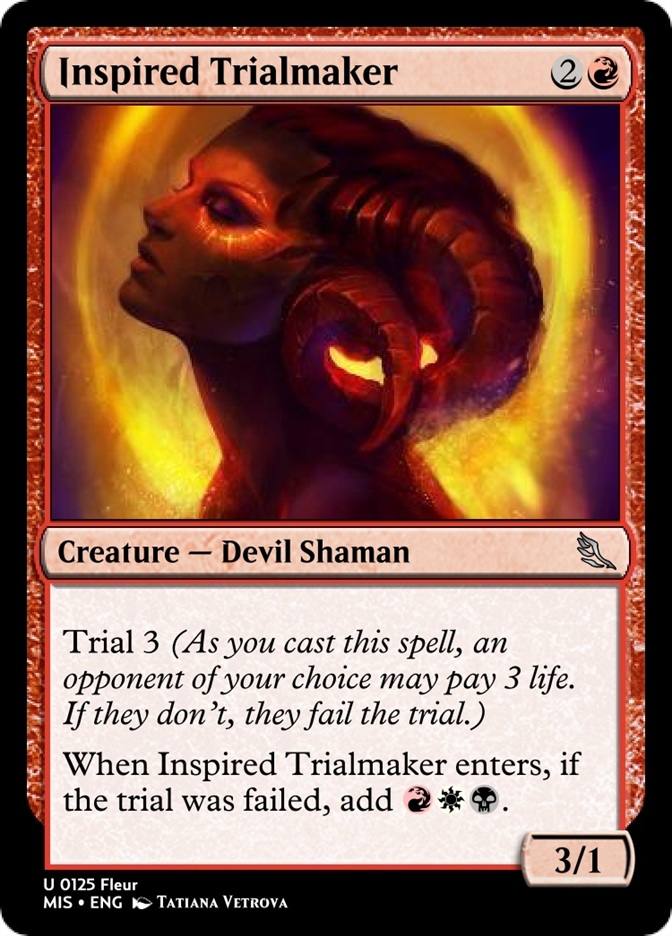 Inspired Trialmaker 2
Creature — Devil Shaman
Trial 3 (As you cast this spell, an
opponent of your choice may pay 3 life.
If they don't, they fail the trial.)
When Inspired Trialmaker enters, if
the trial was failed, add
.
3/1
U 0125 Fleur
MIS • ENG Tatiana Vetrova